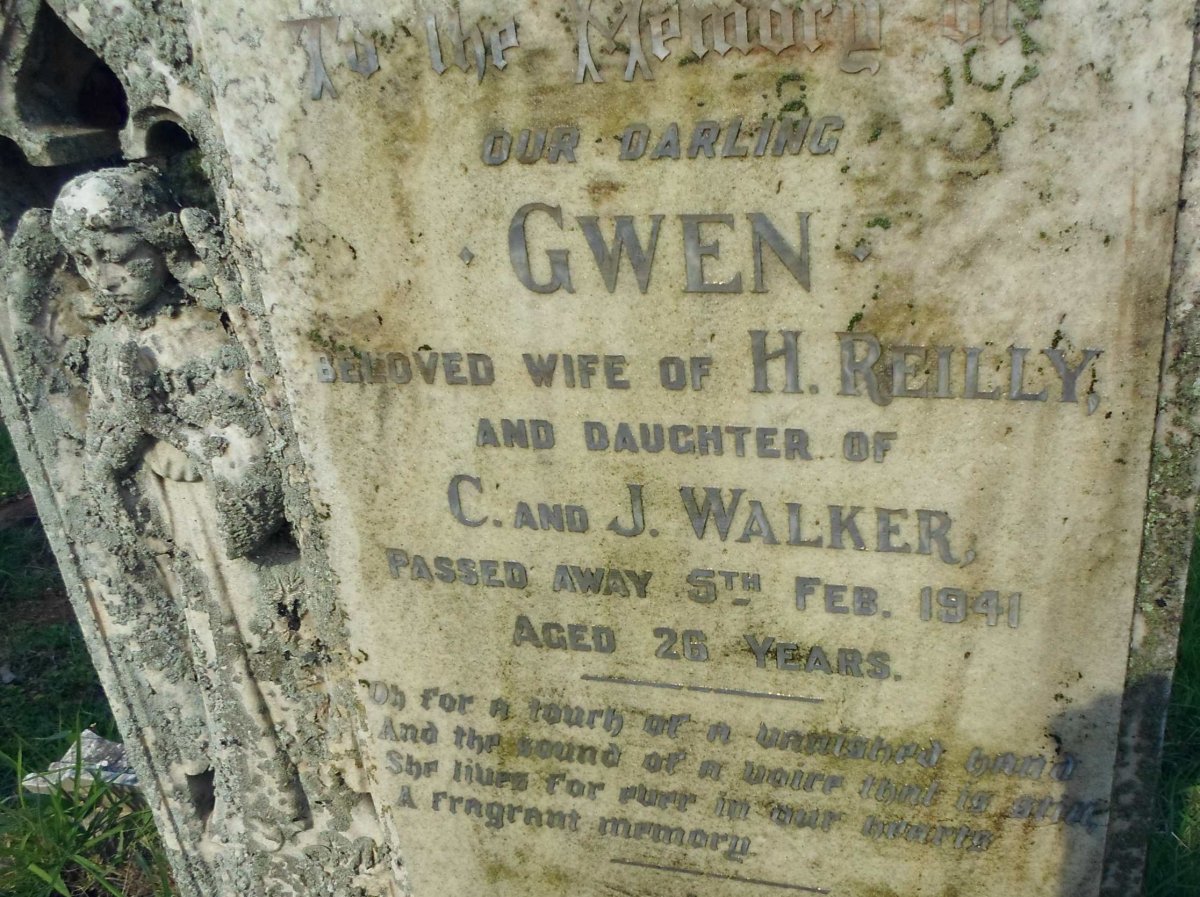 To the Memory of
OUR DARLING
· GWEN ·
BELOVED WIFE OF H. REILLY,
AND DAUGHTER OF
C. AND J. WALKER,
PASSED AWAY 5TH FEB. 1941
AGED 26 YEARS.
Oh for a touch of a vanished hand
And the sound of a voice that is still
She lives for ever in our hearts
A fragrant memory